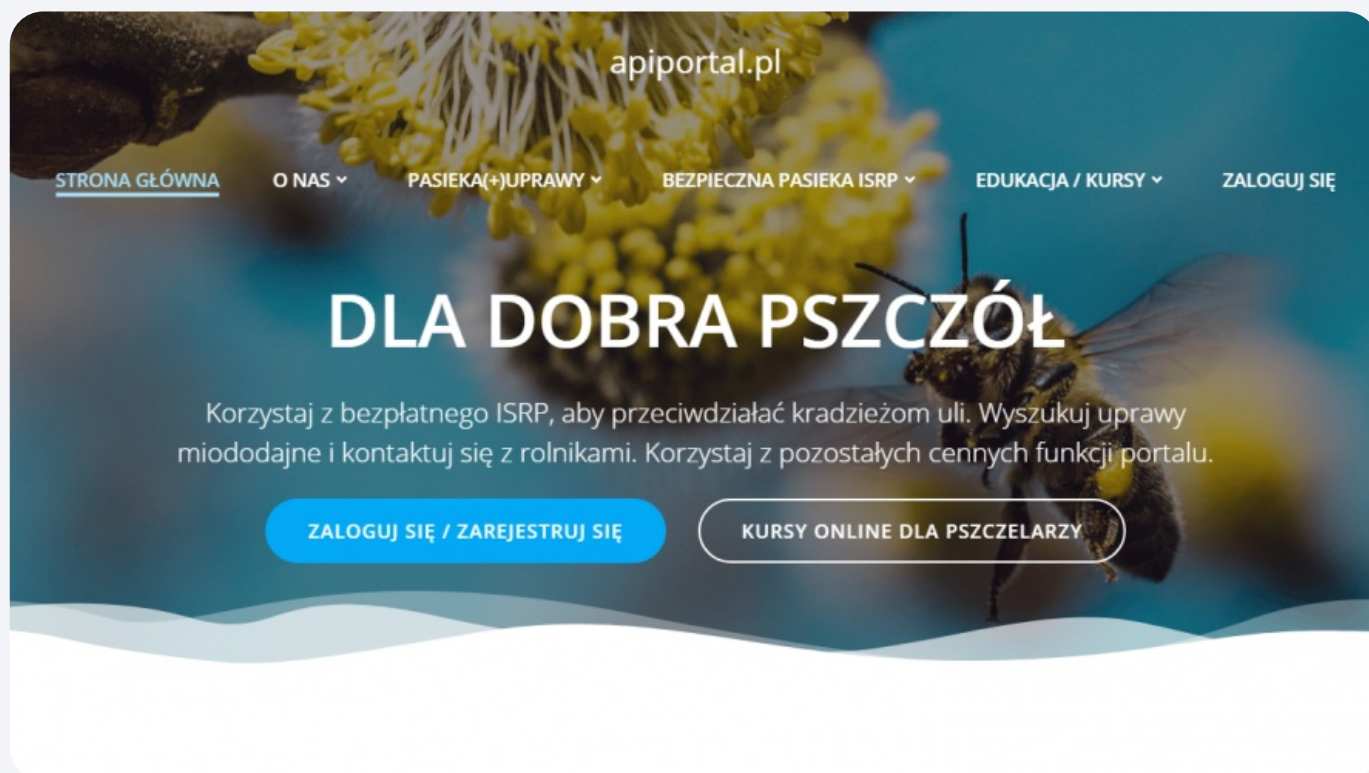 apiportal.pl
STRONA GŁÓWNA O NAS PASIEKA(+)UPRAWY BEZPIECZNA PASIEKA ISRP EDUKACJA / KURSY ZALOGUJ SIĘ
DLA DOBRA PSZCZÓŁ
Korzystaj z bezpłatnego ISRP, aby przeciwdziałać kradzieżom uli. Wyszukuj uprawy
miododajne i kontaktuj się z rolnikami. Korzystaj z pozostałych cennych funkcji portalu.
ZALOGUJ SIĘ / ZAREJESTRUJ SIĘ KURSY ONLINE DLA PSZCZELARZY